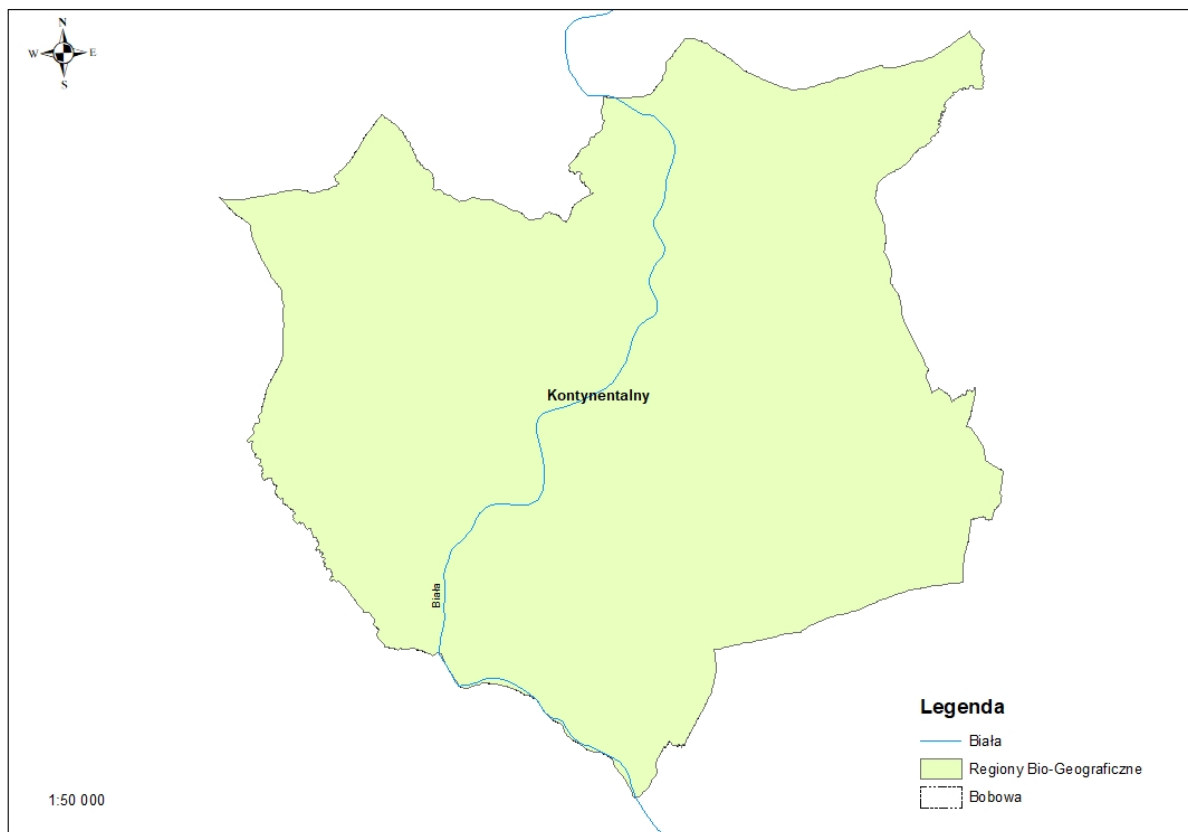 N
W E
S
Kontynentalny
Biała
Legenda
Biała
Regiony Bio-Geograficzne
Bobowa
1:50 000